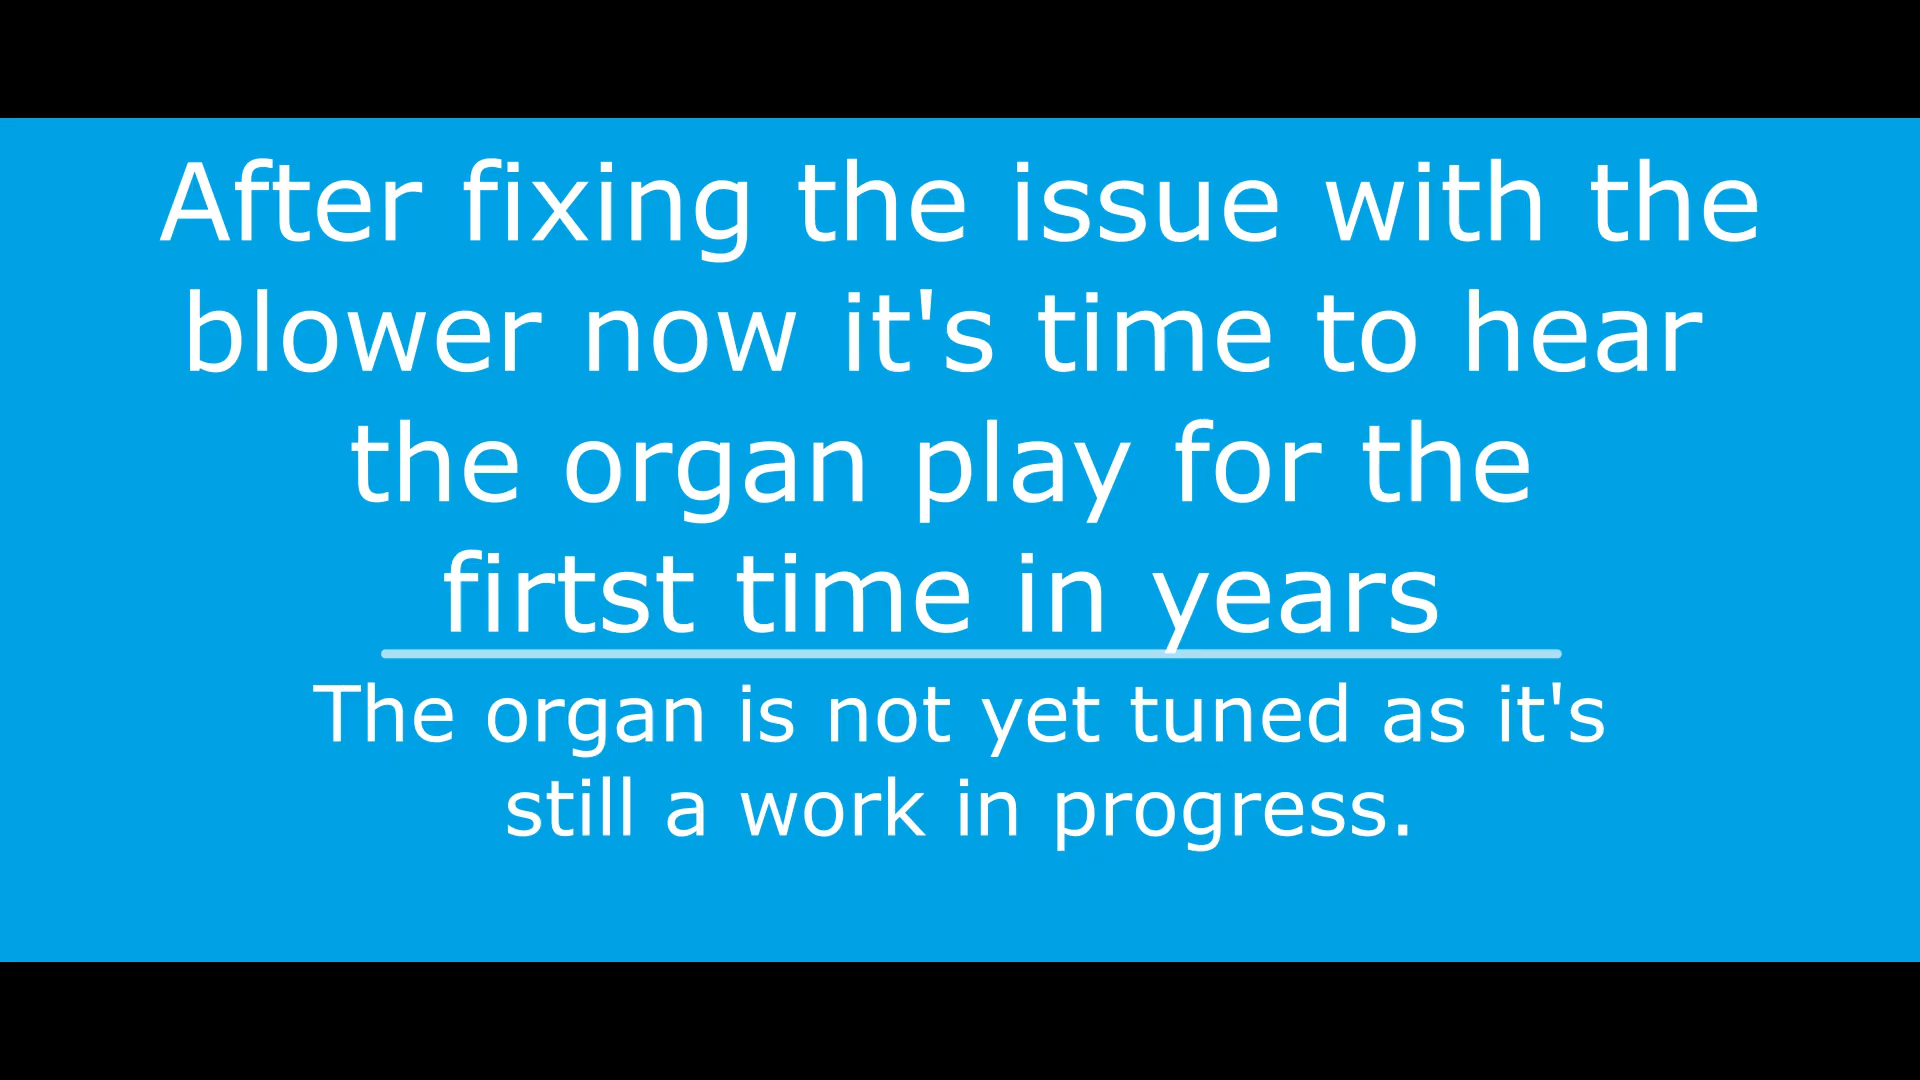 After fixing the issue with the
blower now it's time to hear
the organ play for the
firtst time in years
The organ is not yet tuned as it's
still a work in progress.